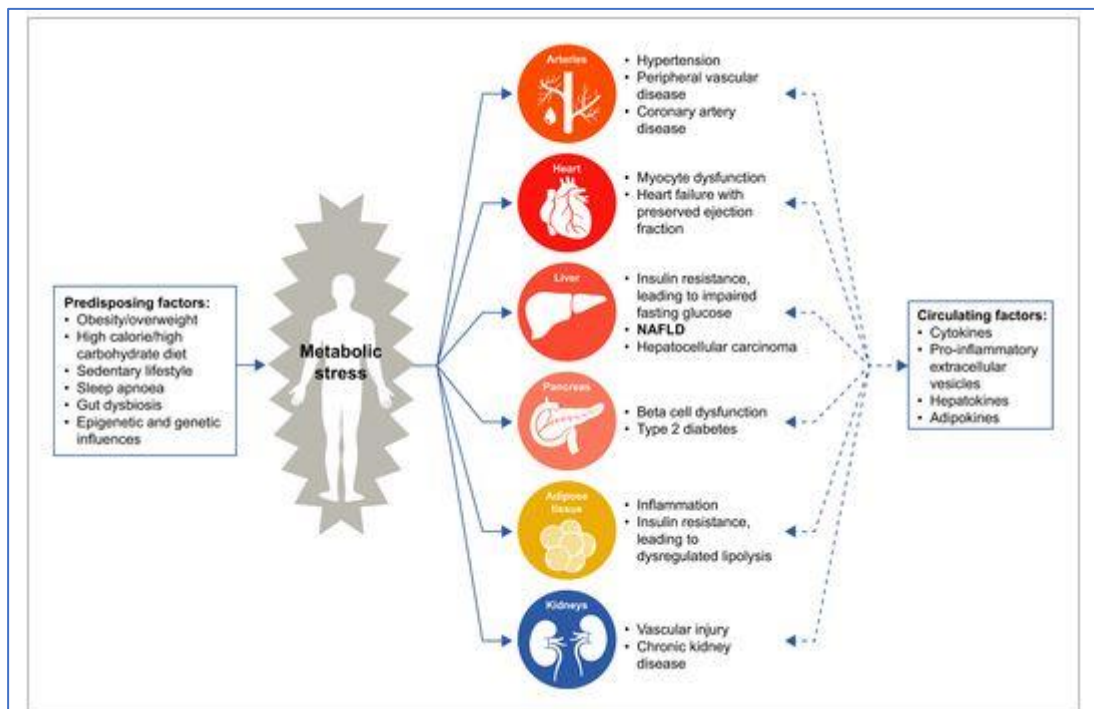 Predisposing factors:
• Obesity/overweight
• High calorie/high
carbohydrate diet
• Sedentary lifestyle
• Sleep apnoea
• Gut dysbiosis
• Epigenetic and genetic
influences
Metabolic
stress
Arteries
• Hypertension
• Peripheral vascular
disease
• Coronary artery
disease
Heart
• Myocyte dysfunction
• Heart failure with
preserved ejection
fraction
Liver
• Insulin resistance,
leading to impaired
fasting glucose
• NAFLD
• Hepatocellular carcinoma
Pancreas
• Beta cell dysfunction
• Type 2 diabetes
Adipose
tissue
• Inflammation
• Insulin resistance,
leading to
dysregulated lipolysis
Kidneys
• Vascular injury
• Chronic kidney
disease
Circulating factors:
• Cytokines
• Pro-inflammatory
extracellular
vesicles
• Hepatokines
• Adipokines